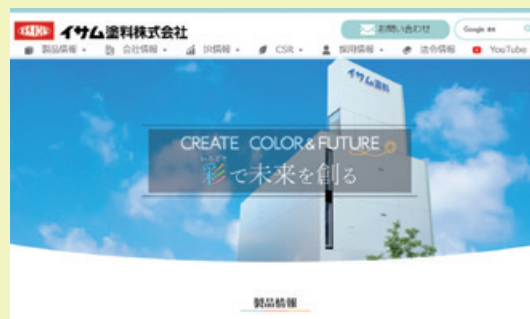 ISAMU イサム塗料株式会社
お問い合わせ
Google
製品情報 会社情報 IR情報 CSR 採用情報 法令情報 YouTube
イサム塗料
CREATE COLOR&FUTURE
いろどり
彩で未来を創る
製品情報